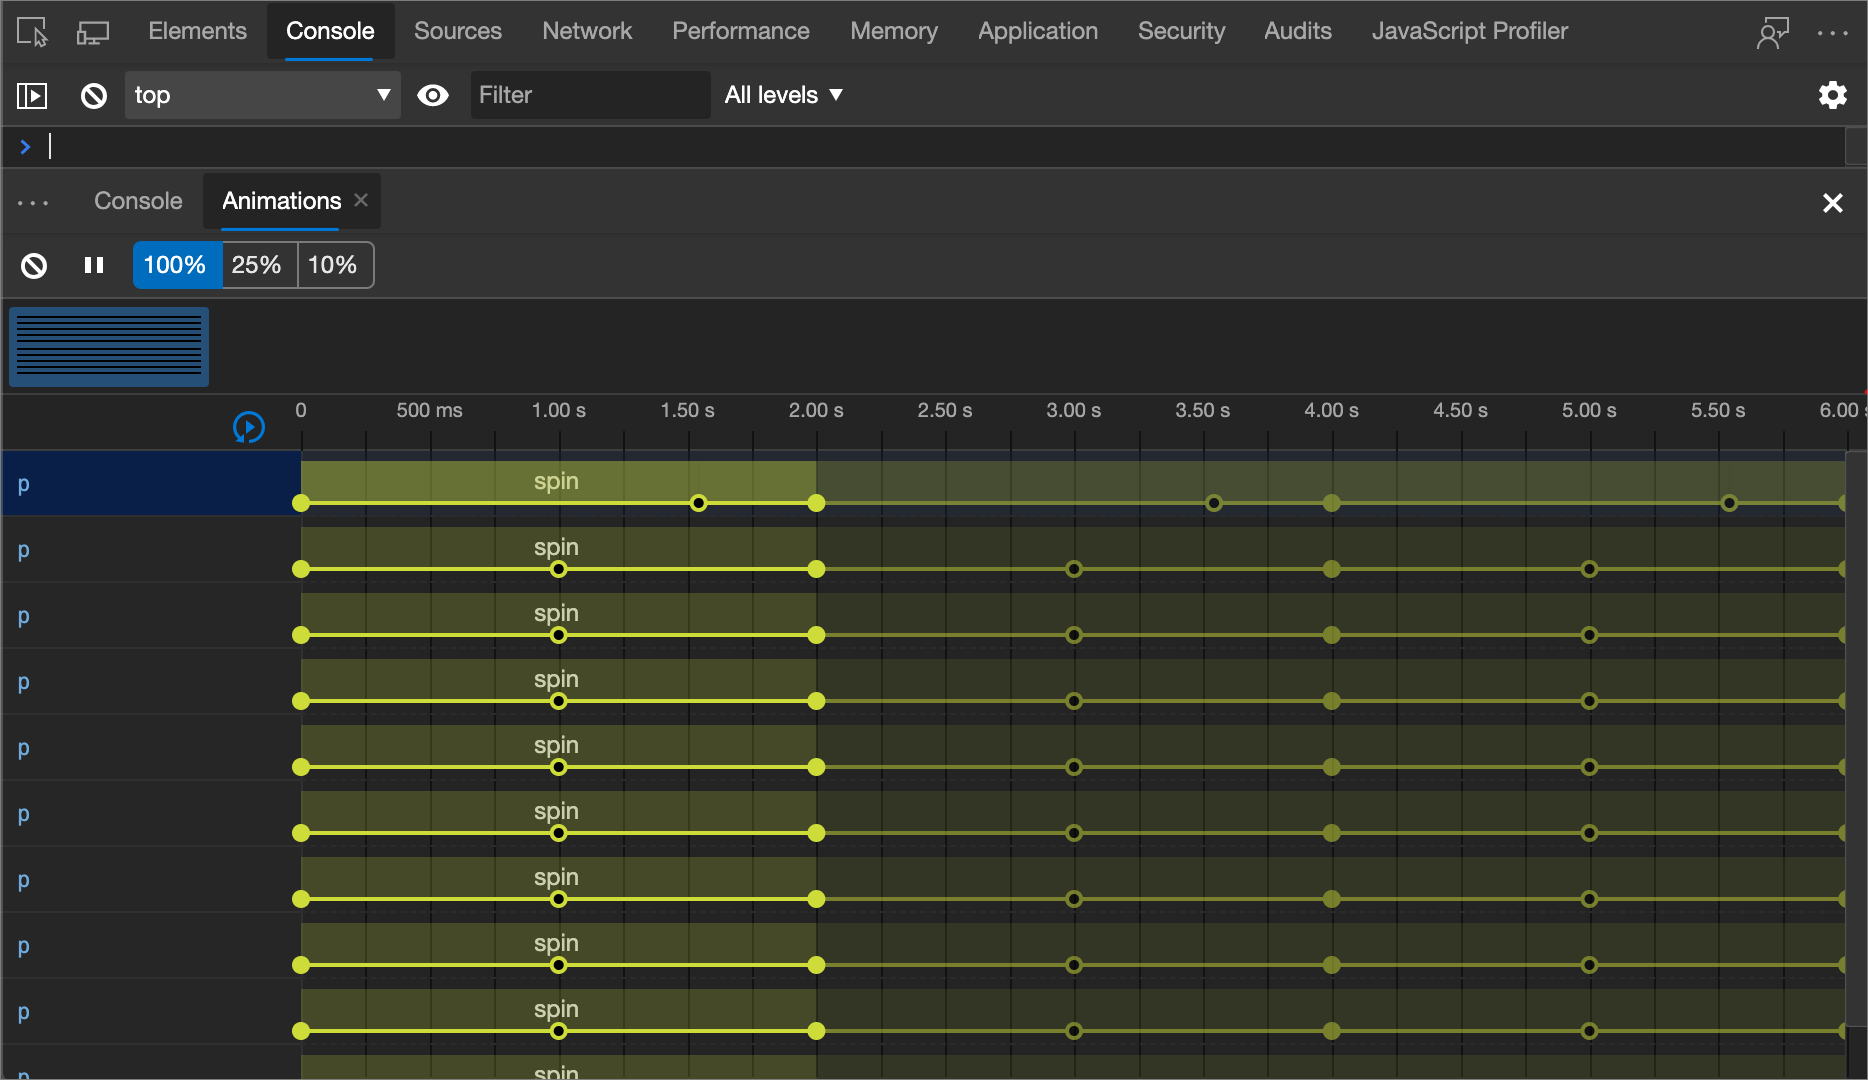 Elements Console Sources Network Performance Memory Application Security Audits JavaScript Profiler
top Filter All levels
Console Animations
100% 25% 10%
0 500 ms 1.00 s 1.50 s 2.00 s 2.50 s 3.00 s 3.50 s 4.00 s 4.50 s 5.00 s 5.50 s 6.00 s
p spin
p spin
p spin
p spin
p spin
p spin
p spin
p spin
p spin
p spin